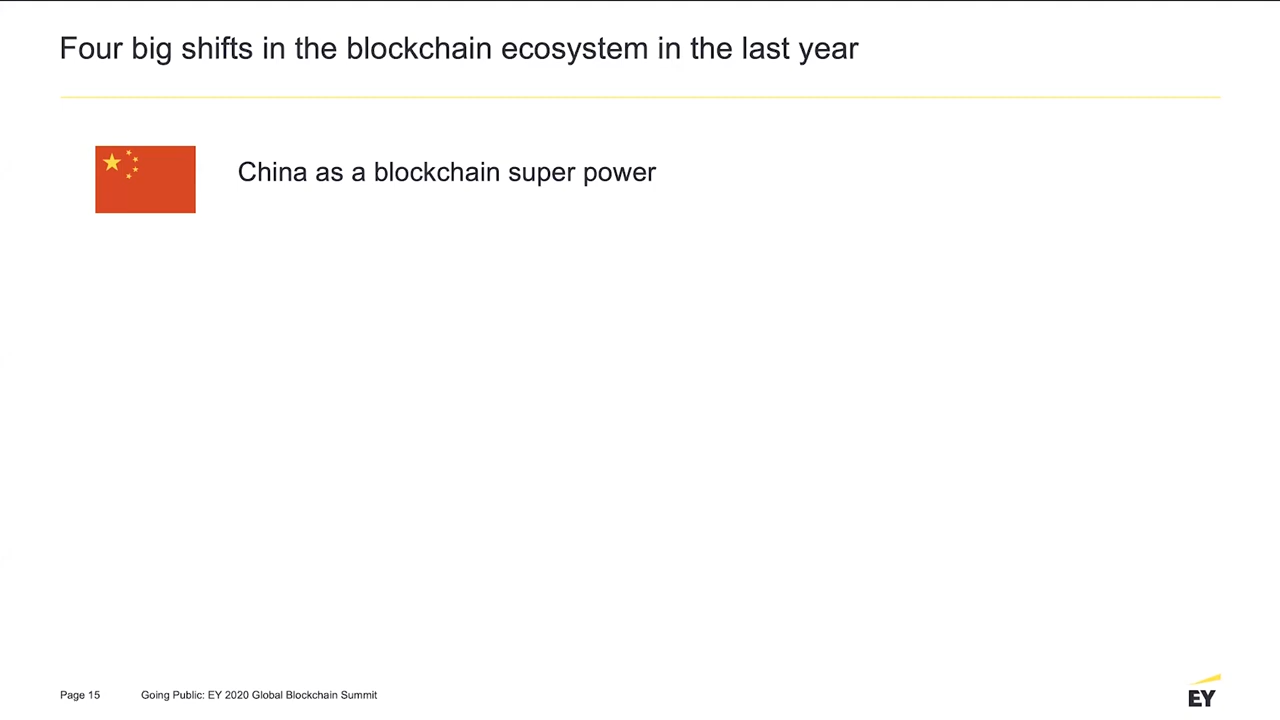 Four big shifts in the blockchain ecosystem in the last year
China as a blockchain super power
Page 15
Going Public: EY 2020 Global Blockchain Summit
EY